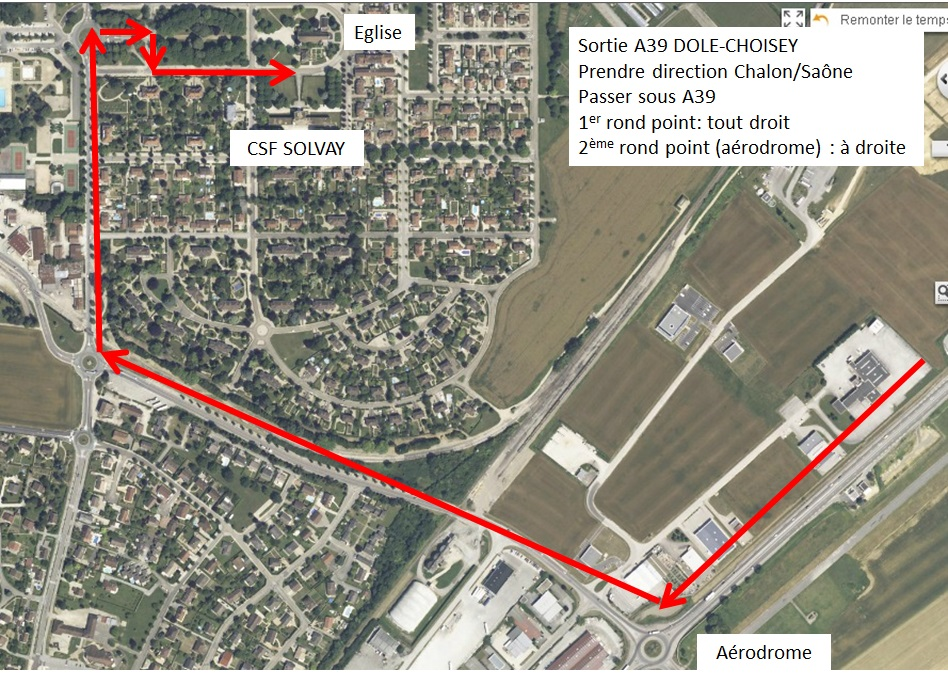 Eglise
Remonter le temps
Sortie A39 DOLE-CHOISEY
Prendre direction Chalon/Saône
Passer sous A39
1er rond point: tout droit
2ème rond point (aérodrome) : à droite
CSF SOLVAY
Aérodrome